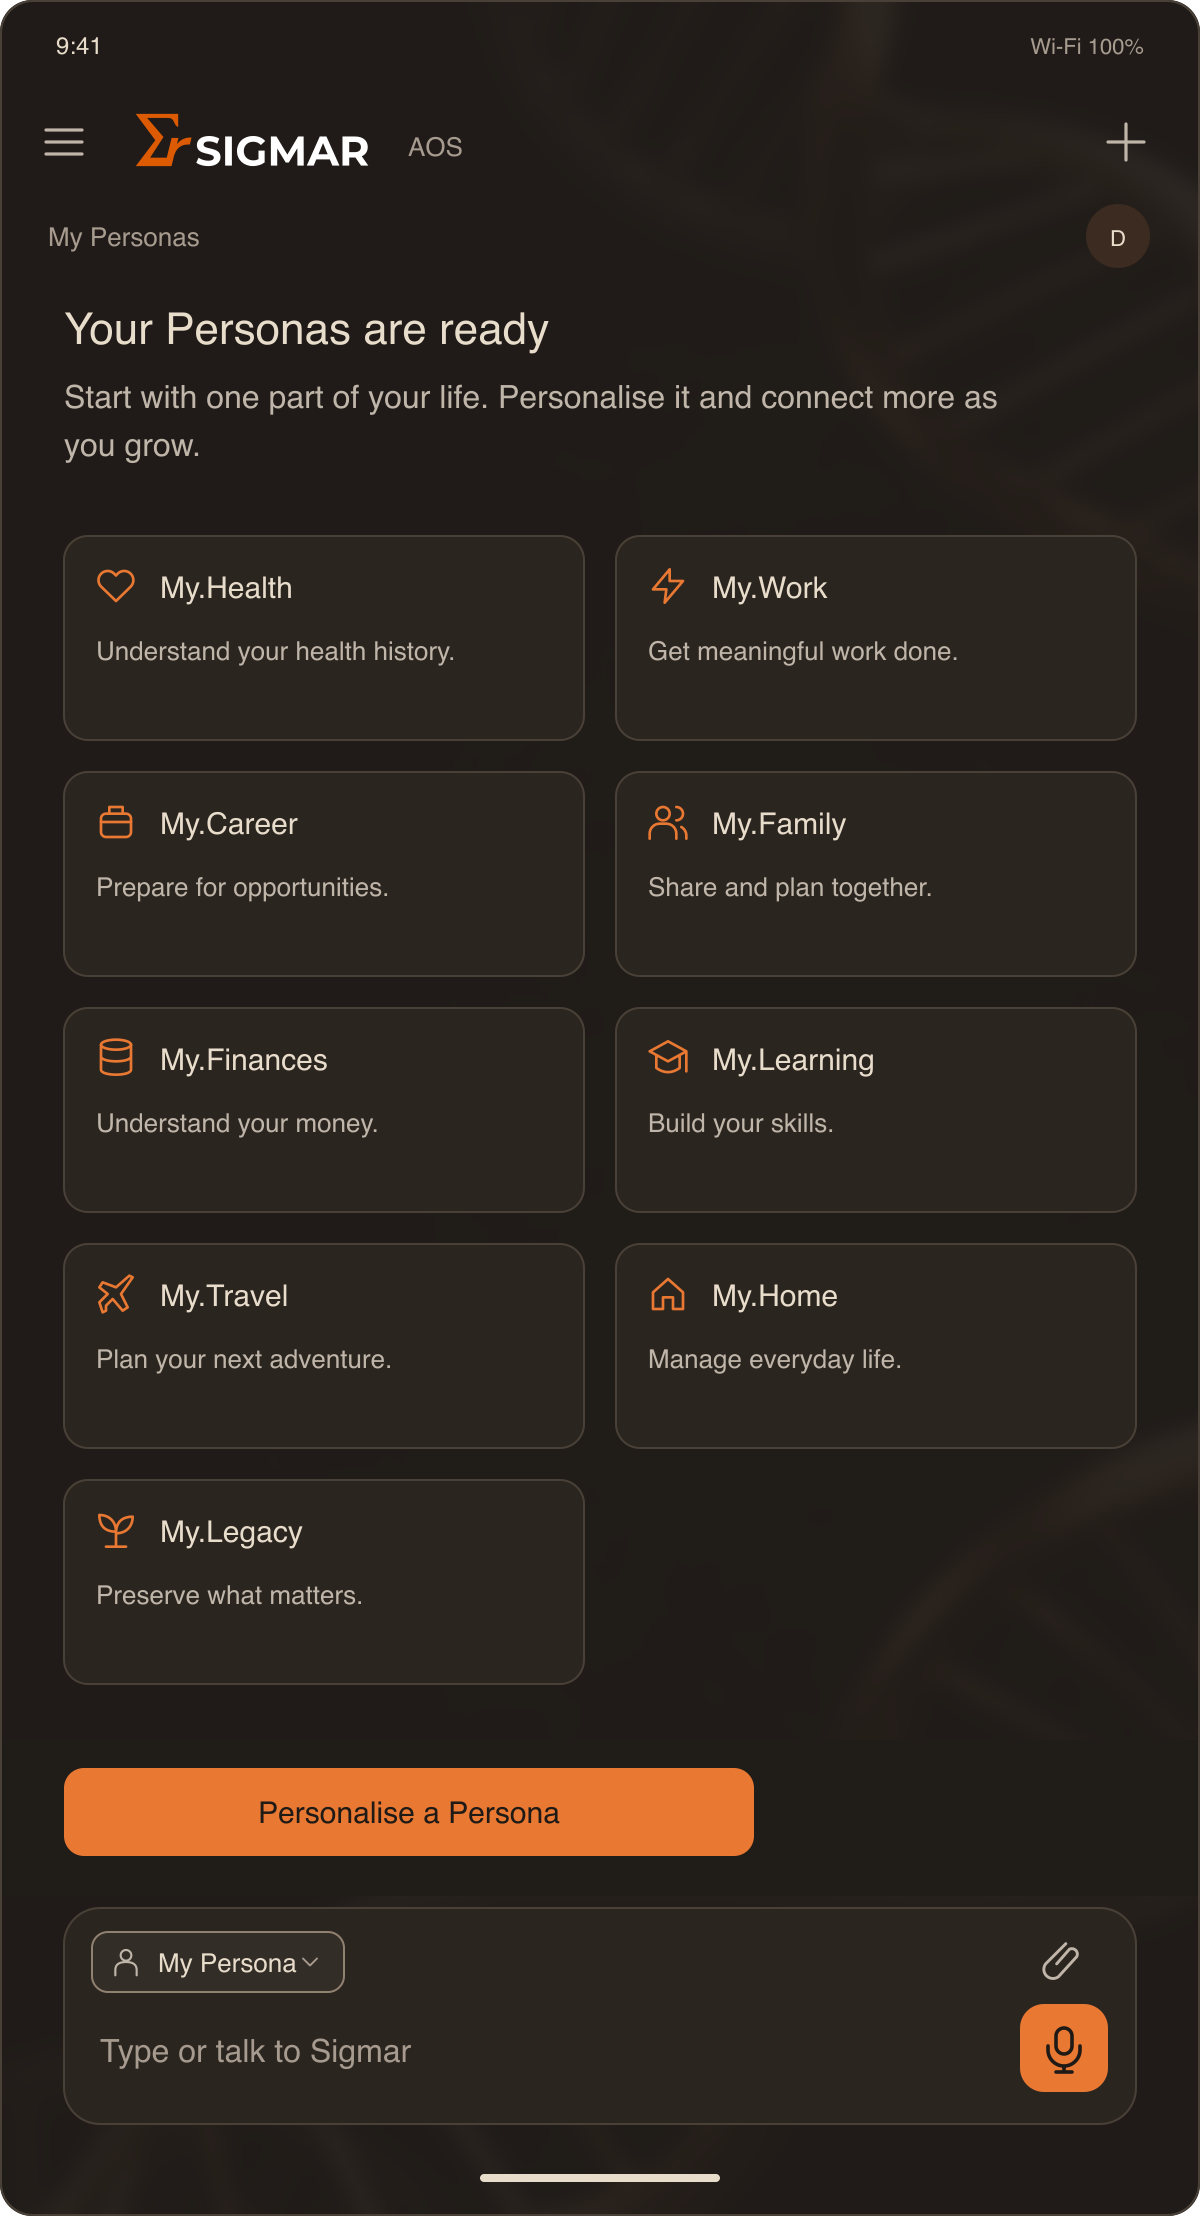 9:41
Wi-Fi 100%
Σr SIGMAR AOS
My Personas
D
Your Personas are ready
Start with one part of your life. Personalise it and connect more as
you grow.
My.Health
Understand your health history.
My.Work
Get meaningful work done.
My.Career
Prepare for opportunities.
My.Family
Share and plan together.
My.Finances
Understand your money.
My.Learning
Build your skills.
My.Travel
Plan your next adventure.
My.Home
Manage everyday life.
My.Legacy
Preserve what matters.
Personalise a Persona
My Persona
Type or talk to Sigmar